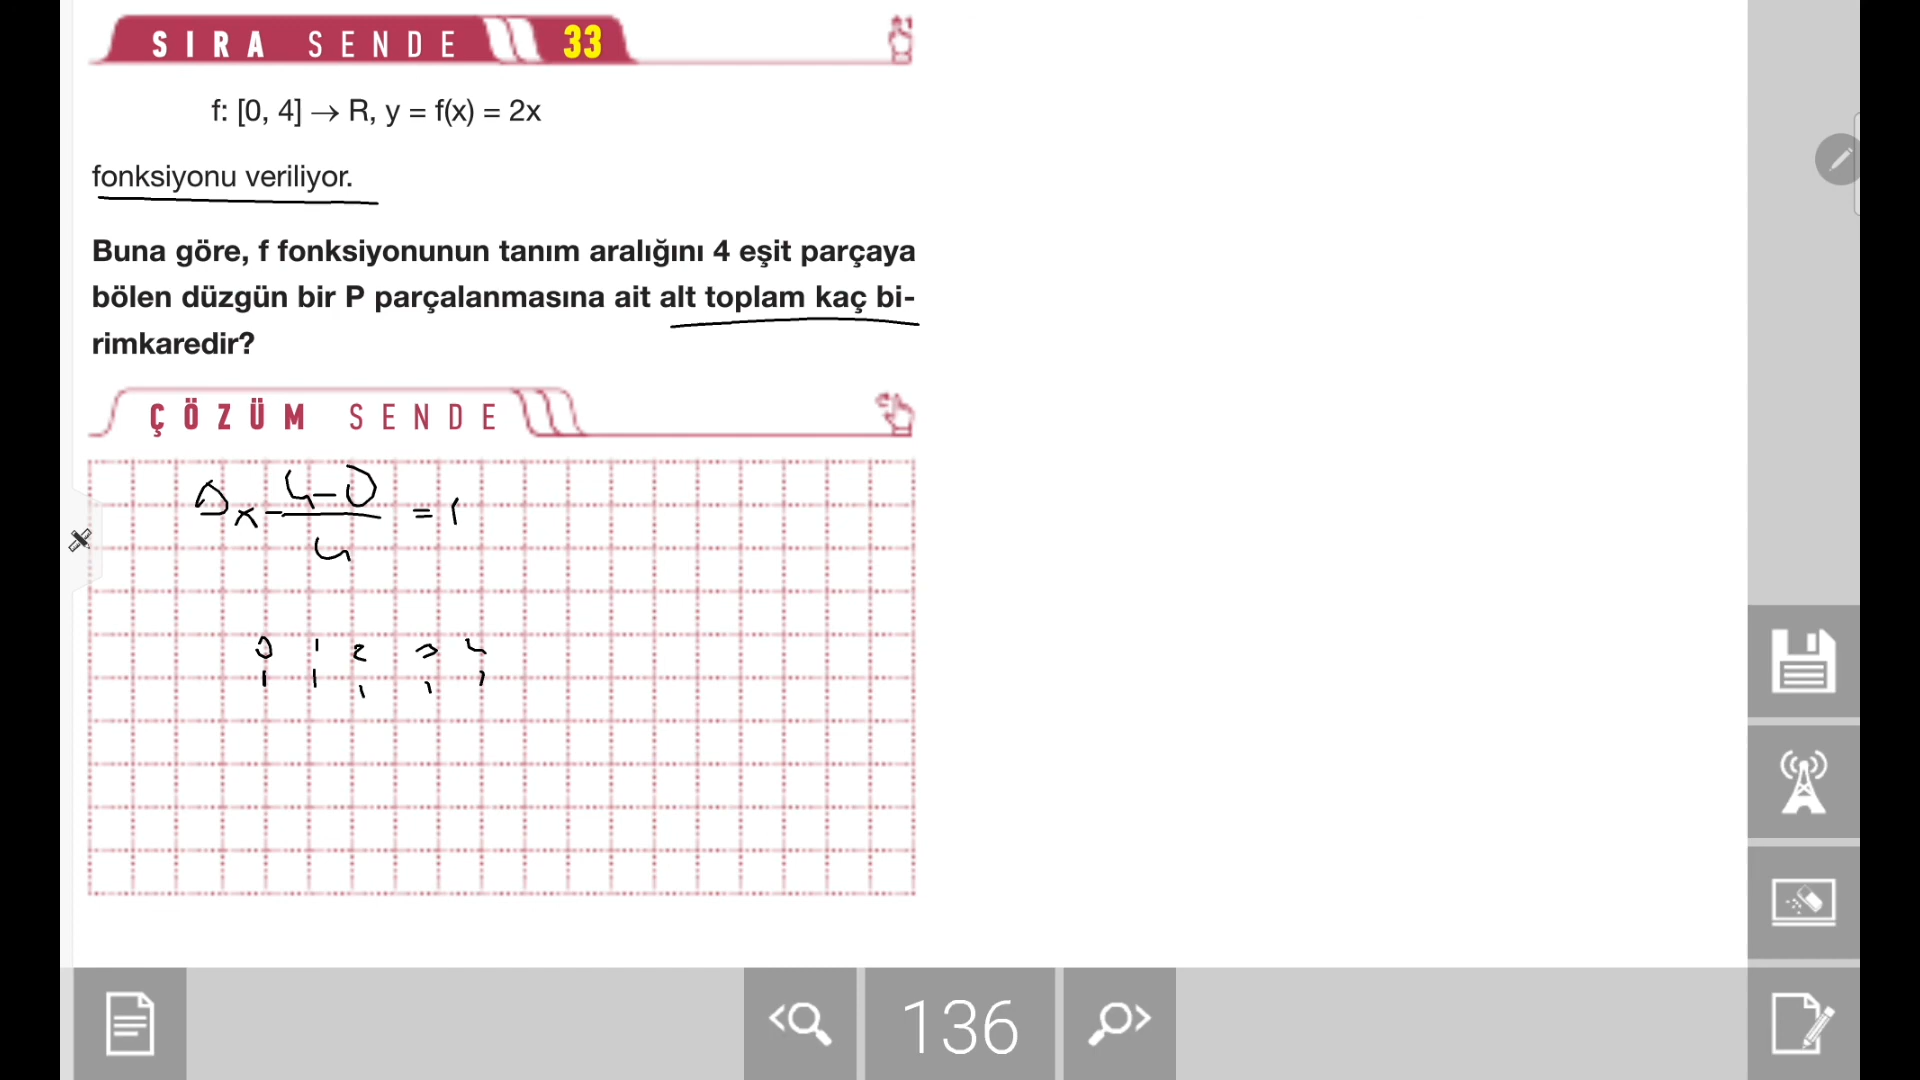 SIRA SENDE 33
f: [0, 4] → R, y = f(x) = 2x
fonksiyonu veriliyor.
Buna göre, f fonksiyonunun tanım aralığını 4 eşit parçaya
bölen düzgün bir P parçalanmasına ait alt toplam kaç bi-
rimkaredir?
ÇÖZÜM SENDE
4-0
Δx = = 1
4
0 1 2 3 4
136